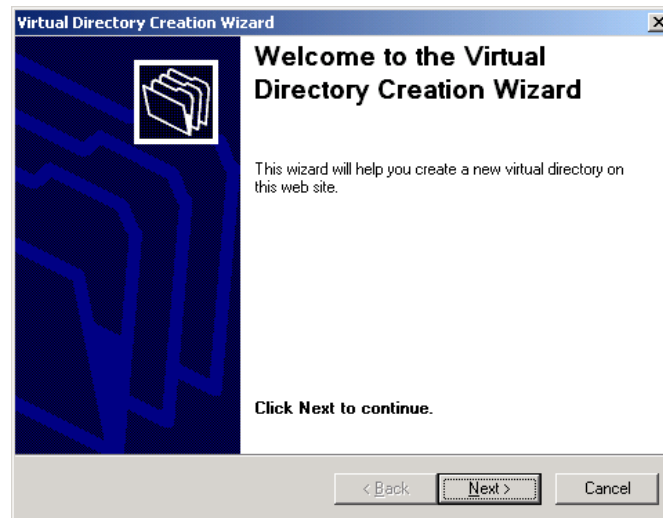 Virtual Directory Creation Wizard
Welcome to the Virtual
Directory Creation Wizard
This wizard will help you create a new virtual directory on
this web site.
Click Next to continue.
< Back
Next >
Cancel